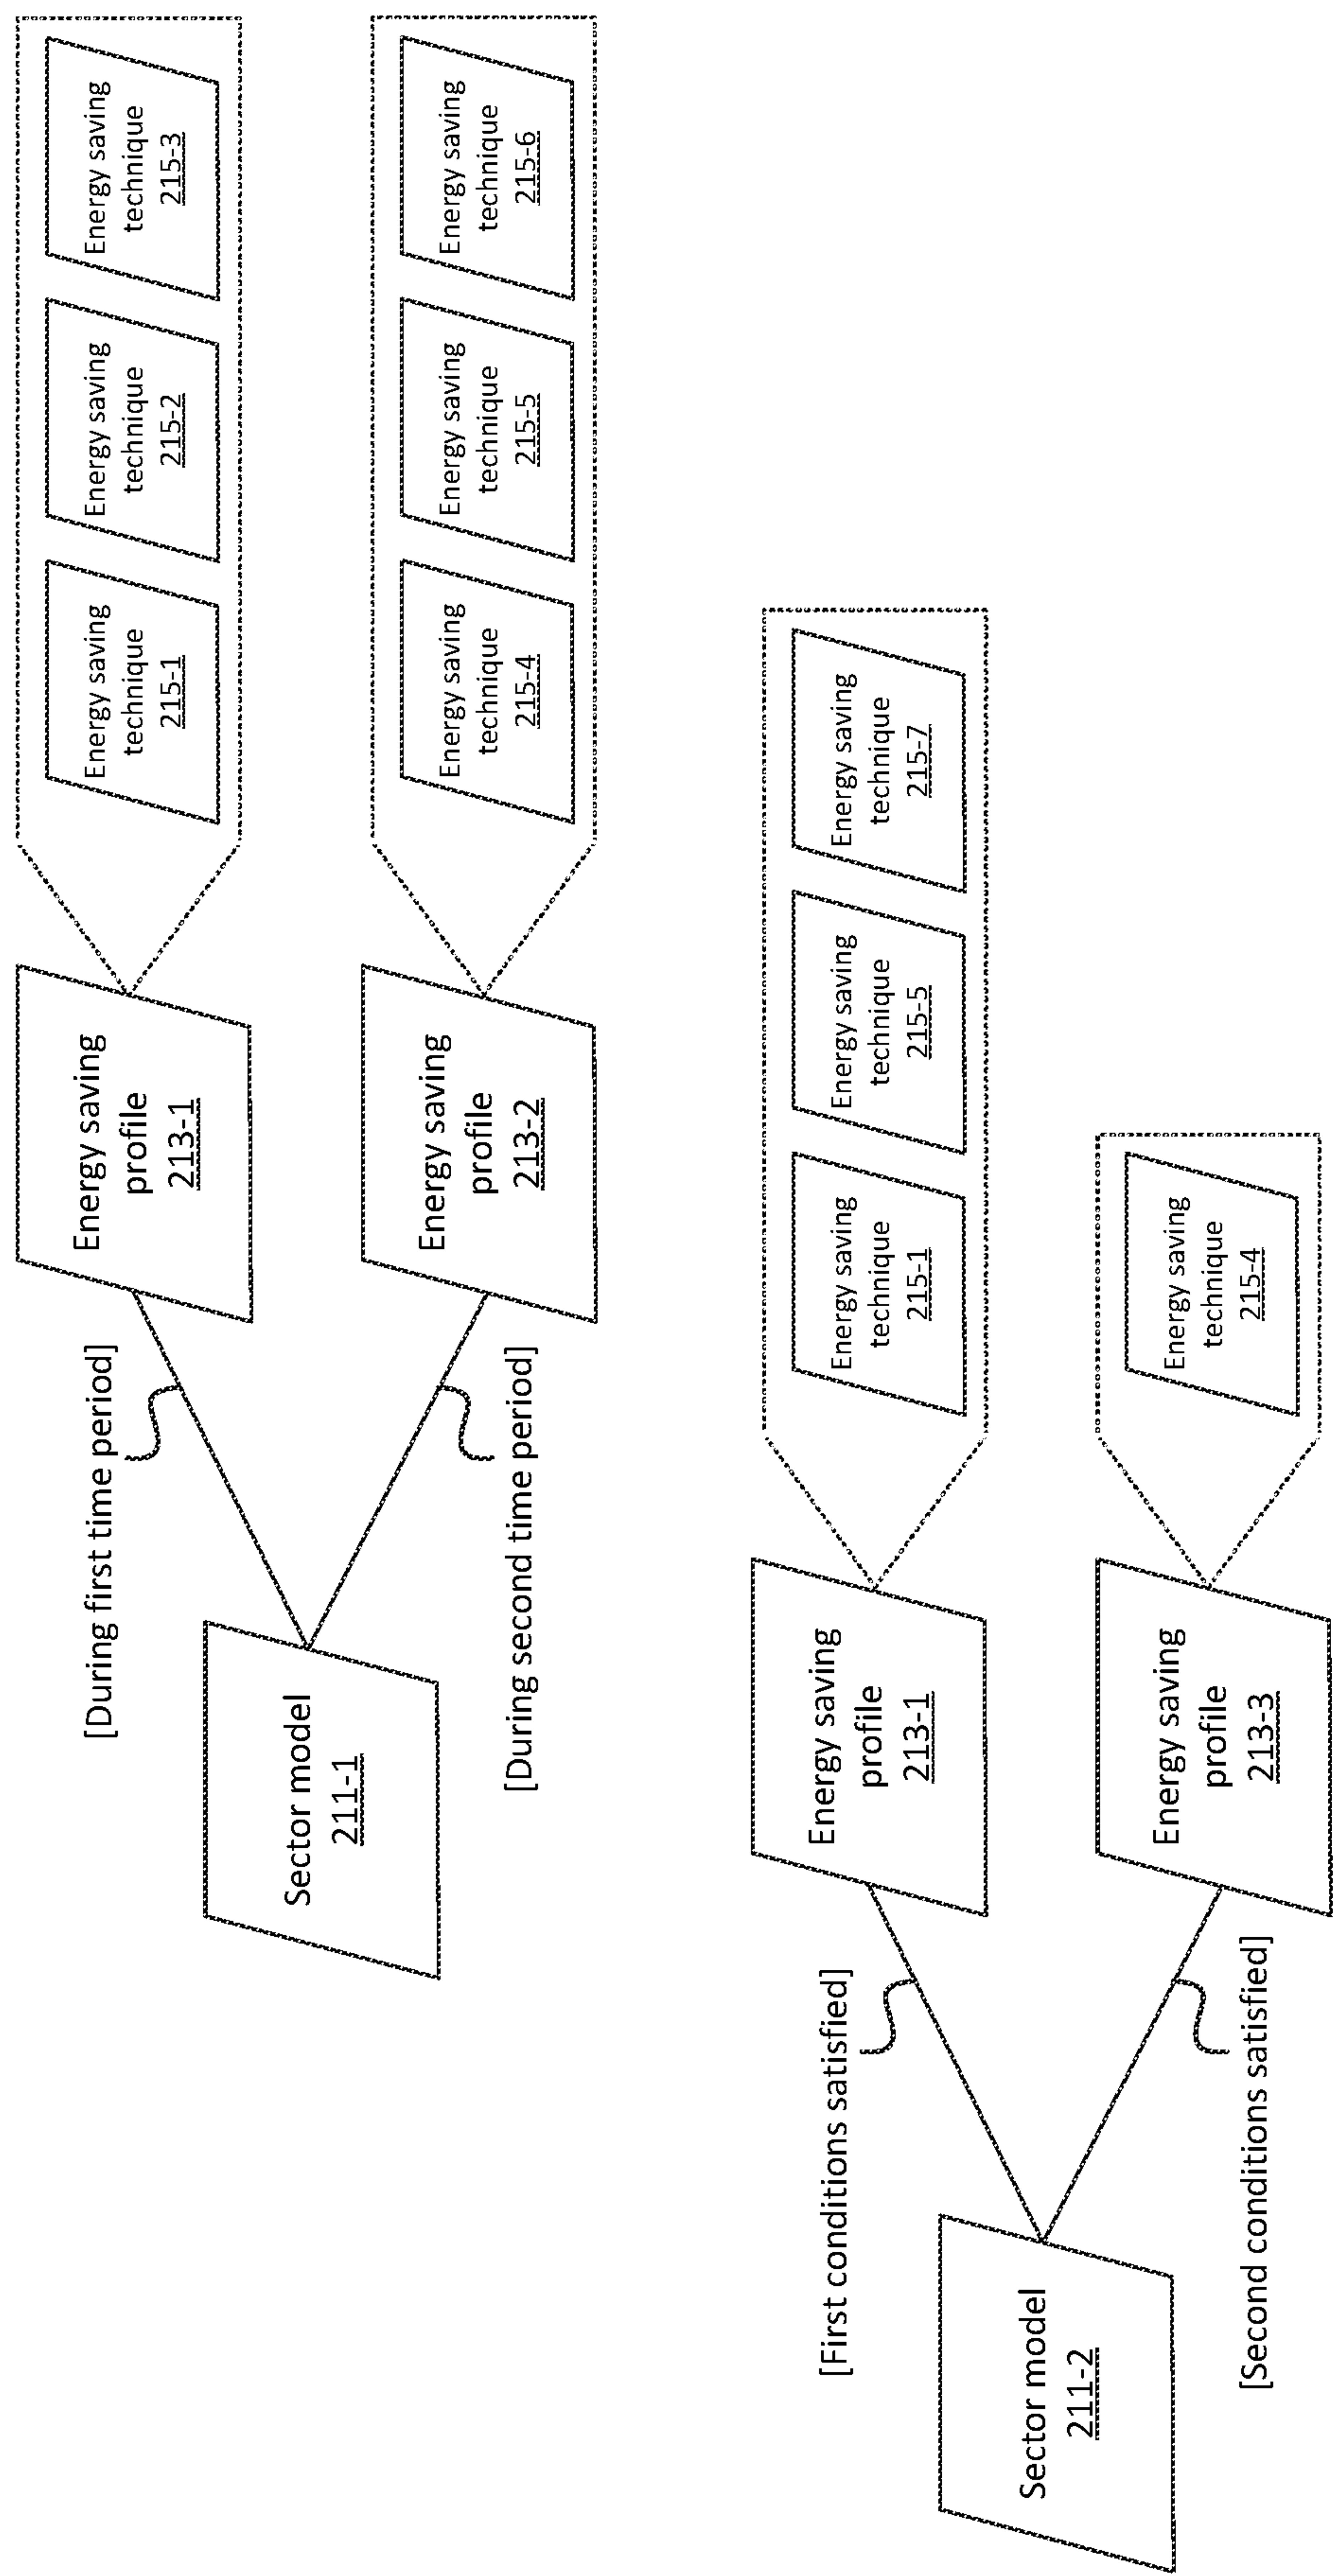 [During first time period]
Sector model
211-1
[During second time period]
Energy saving
profile
213-1
Energy saving
technique
215-1
Energy saving
technique
215-2
Energy saving
technique
215-3
Energy saving
profile
213-2
Energy saving
technique
215-4
Energy saving
technique
215-5
Energy saving
technique
215-6
[First conditions satisfied]
Sector model
211-2
[Second conditions satisfied]
Energy saving
profile
213-1
Energy saving
technique
215-1
Energy saving
technique
215-5
Energy saving
technique
215-7
Energy saving
profile
213-3
Energy saving
technique
215-4